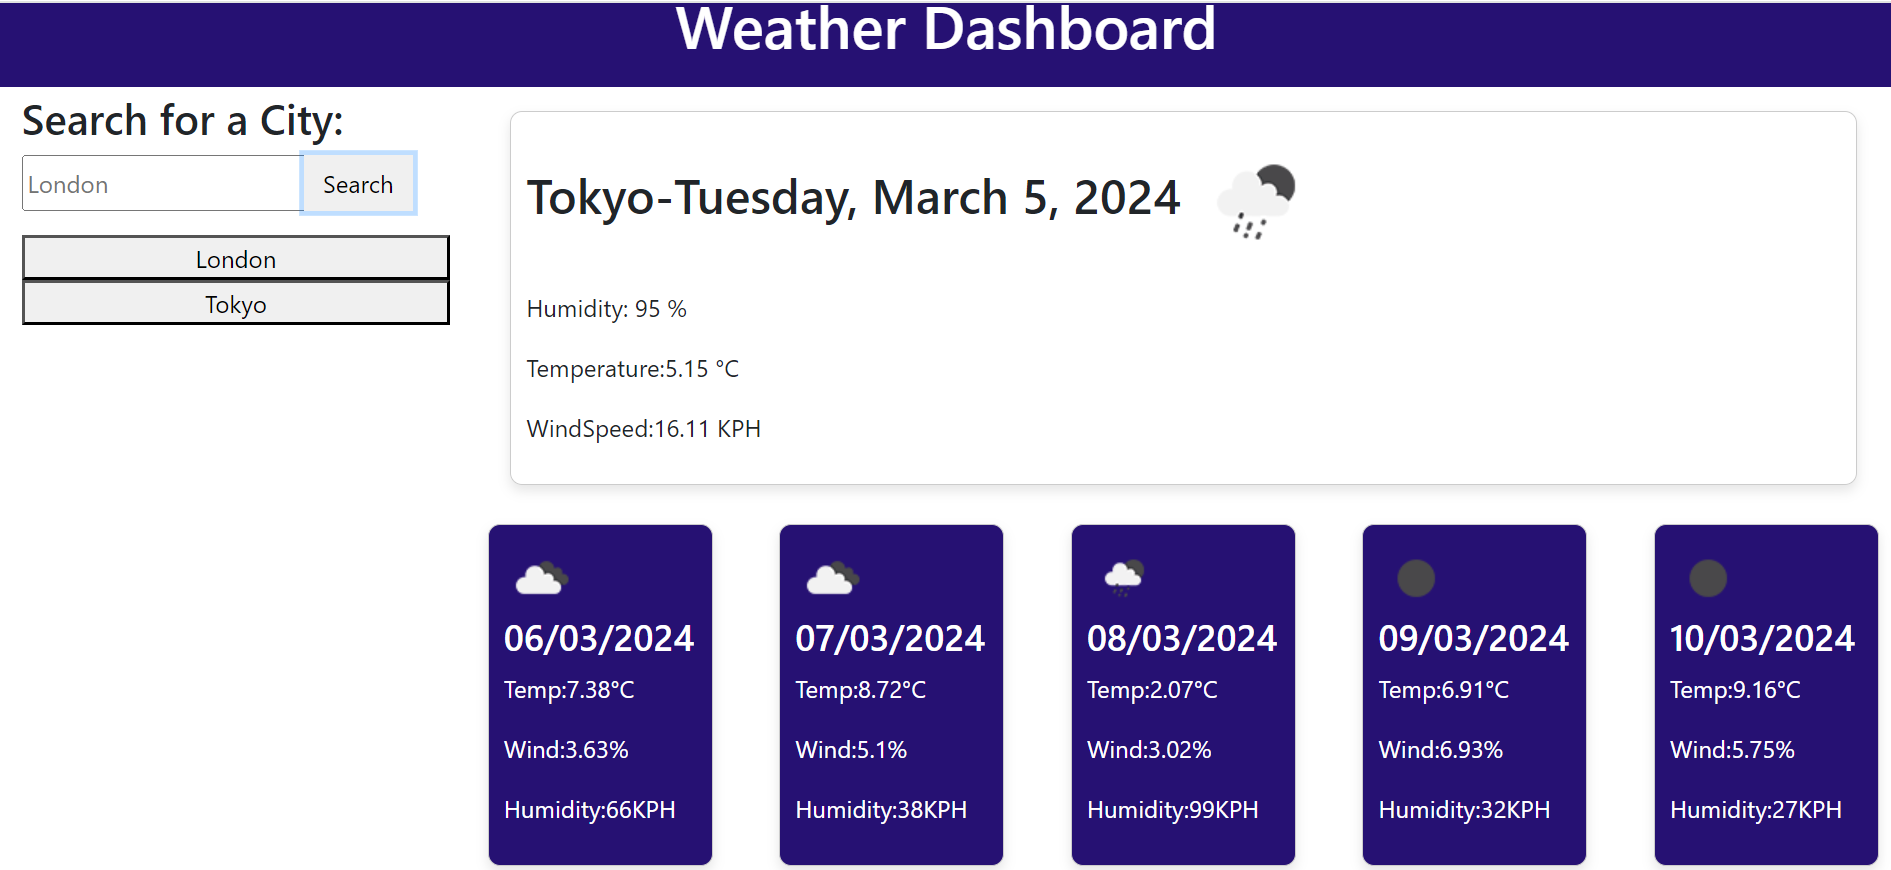 Weather Dashboard
Search for a City:
London
Search
London
Tokyo
Tokyo-Tuesday, March 5, 2024
Humidity: 95 %
Temperature:5.15 °C
WindSpeed:16.11 KPH
06/03/2024
Temp:7.38°C
Wind:3.63%
Humidity:66KPH
07/03/2024
Temp:8.72°C
Wind:5.1%
Humidity:38KPH
08/03/2024
Temp:2.07°C
Wind:3.02%
Humidity:99KPH
09/03/2024
Temp:6.91°C
Wind:6.93%
Humidity:32KPH
10/03/2024
Temp:9.16°C
Wind:5.75%
Humidity:27KPH